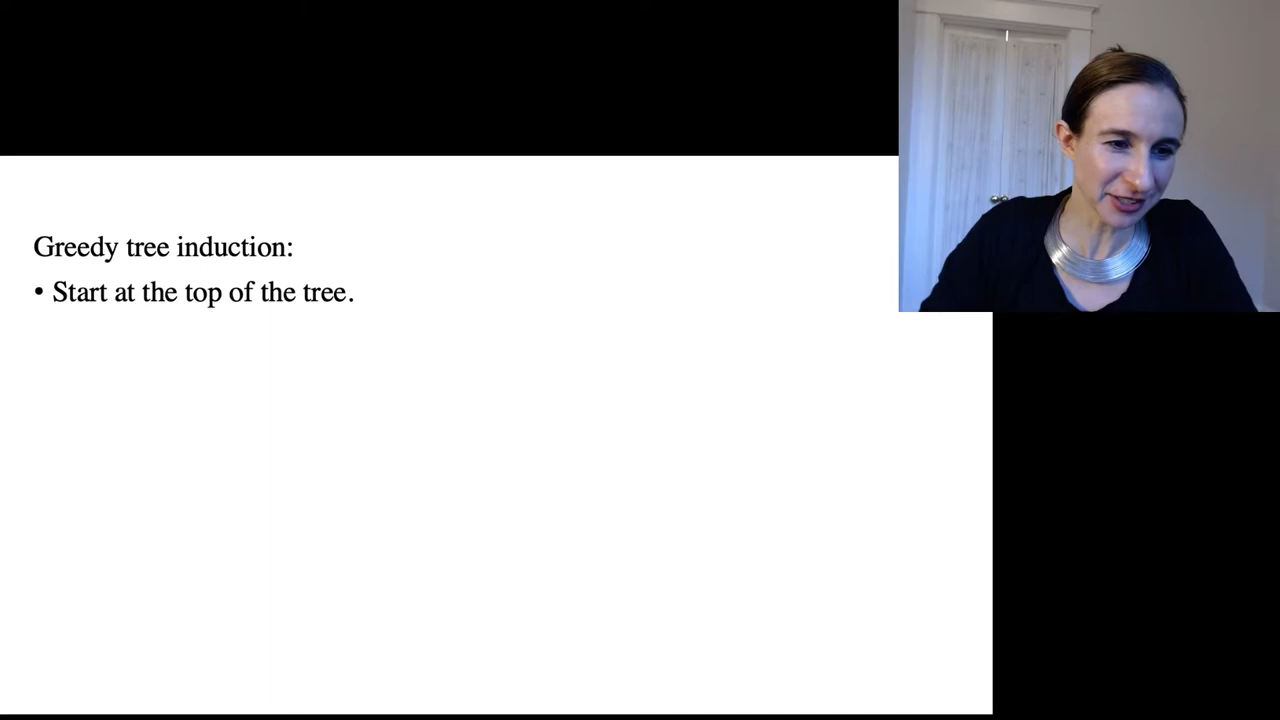 Greedy tree induction:
• Start at the top of the tree.